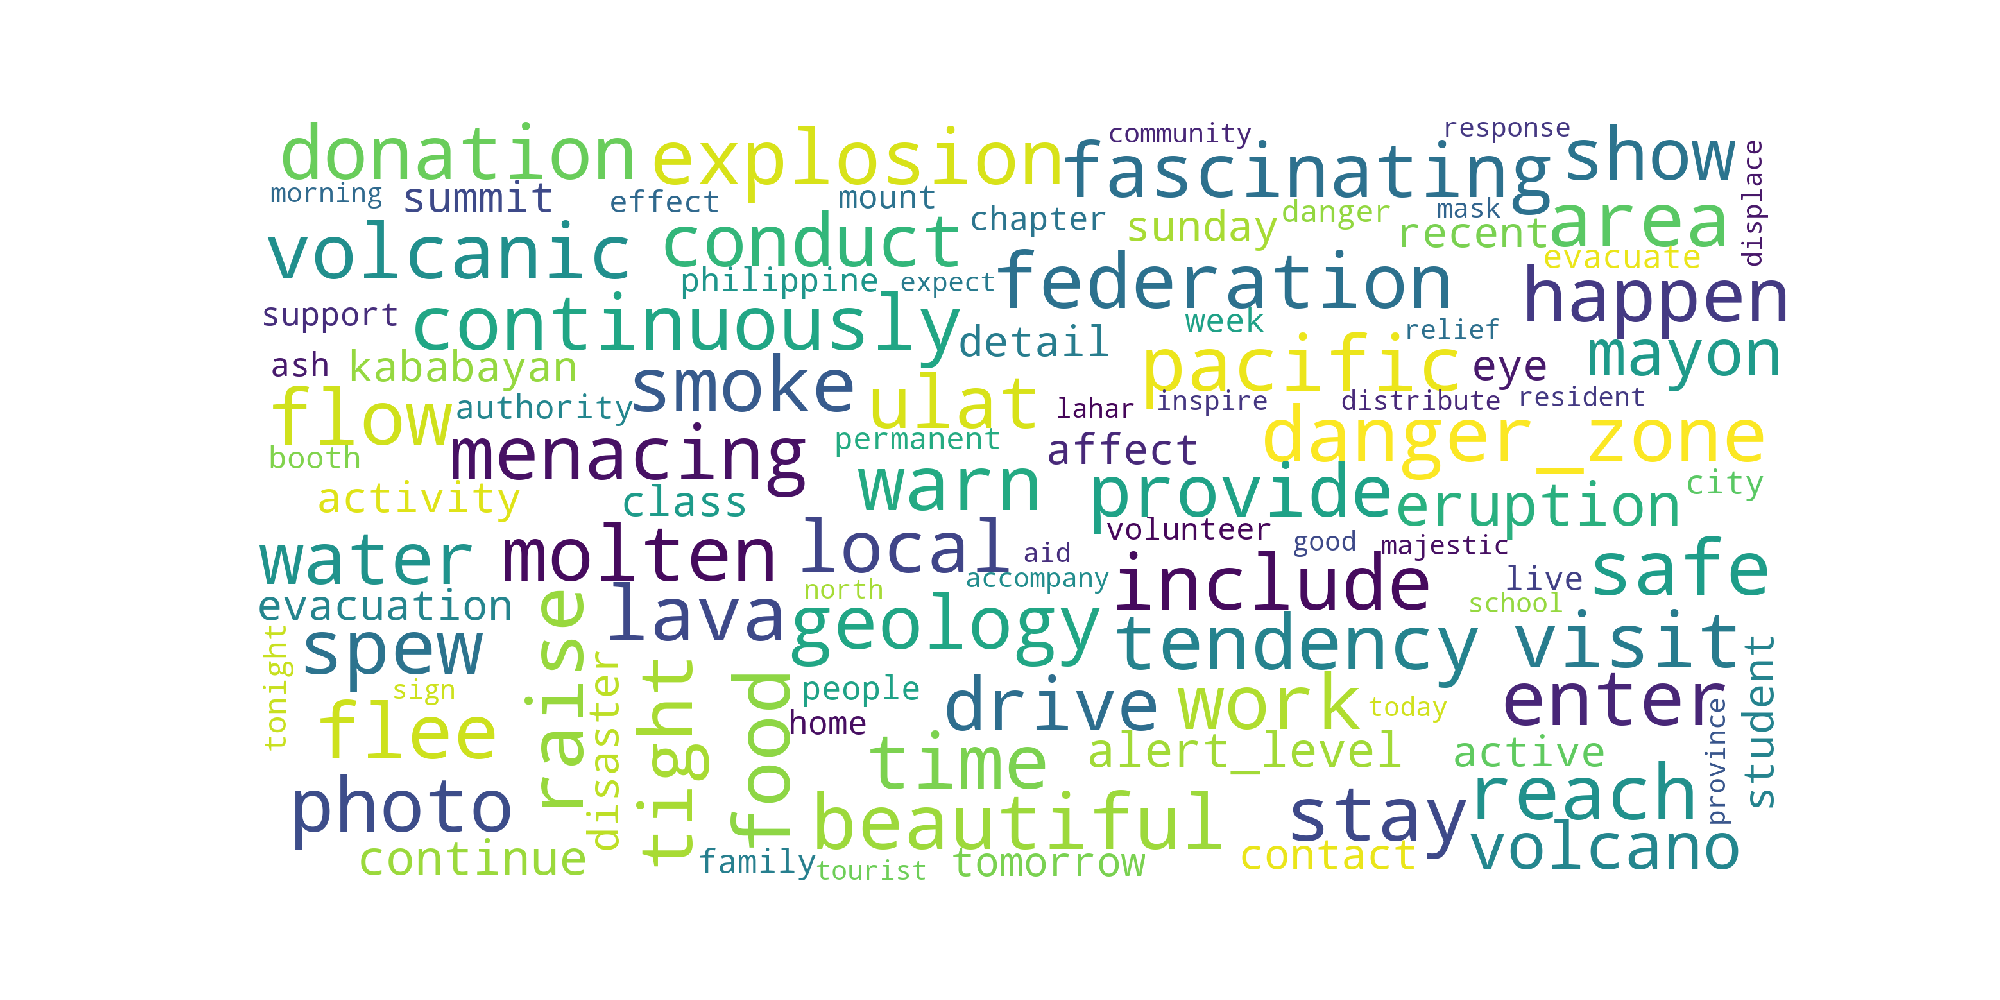 donation explosion fascinating community response show
morning summit effect mount chapter sunday danger mask recent area displace
volcanic conduct philippine expect federation evacuate happen
support continuously detail week relief
ash kababayan smoke ulat pacific eye mayon
flow authority lahar inspire distribute resident
booth menacing permanent warn affect danger_zone
activity class provide eruption city
water molten local aid volunteer good majestic include live safe
evacuation raise lava north accompany geology school
tonight spew tendency visit student
sign disaster tight food people home drive work today enter province
flee time alert_level active
photo beautiful stay reach
continue family tourist tomorrow contact volcano